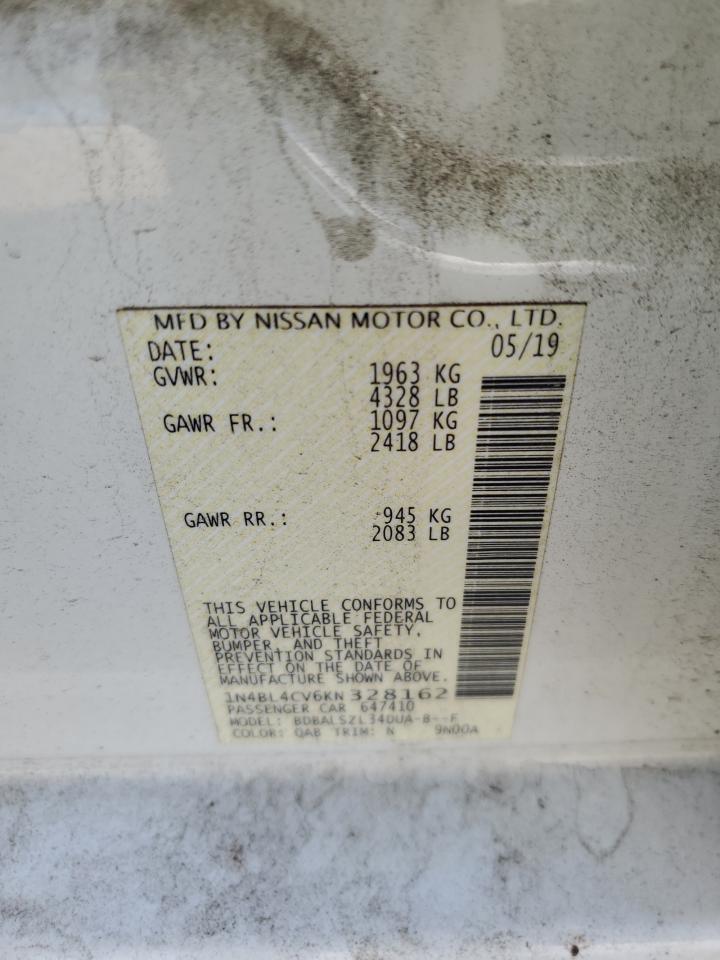 MFD BY NISSAN MOTOR CO., LTD.
DATE: 05/19
GVWR: 1963 KG
4328 LB
GAWR FR.: 1097 KG
2418 LB
GAWR RR.: 945 KG
2083 LB
THIS VEHICLE CONFORMS TO
ALL APPLICABLE FEDERAL
MOTOR VEHICLE SAFETY,
BUMPER, AND THEFT
PREVENTION STANDARDS IN
EFFECT ON THE DATE OF
MANUFACTURE SHOWN ABOVE.
1N4BL4CV6KN328162
PASSENGER CAR 647410
MODEL: BDBALSZL34DUA-B--F
COLOR: QAB TRIM: N 9N00A